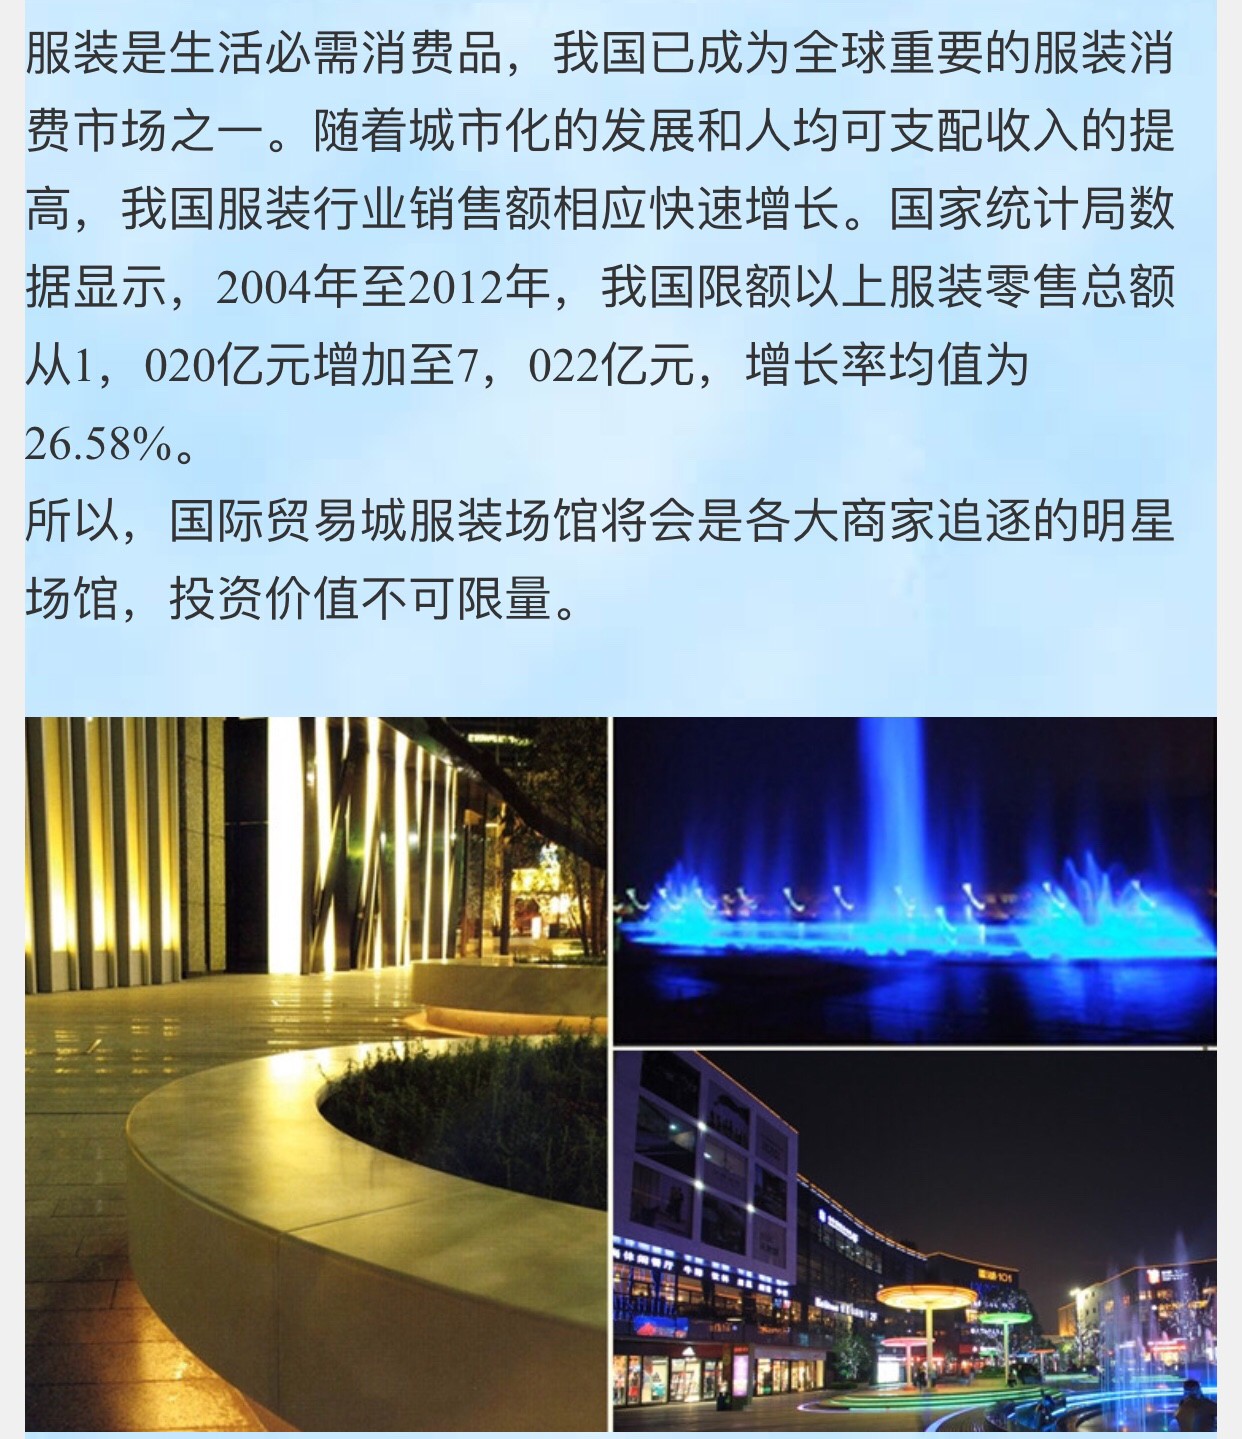 服装是生活必需消费品，我国已成为全球重要的服装消
费市场之一。随着城市化的发展和人均可支配收入的提
高，我国服装行业销售额相应快速增长。国家统计局数
据显示，2004年至2012年，我国限额以上服装零售总额
从1，020亿元增加至7，022亿元，增长率均值为
26.58%。
所以，国际贸易城服装场馆将会是各大商家追逐的明星
场馆，投资价值不可限量。